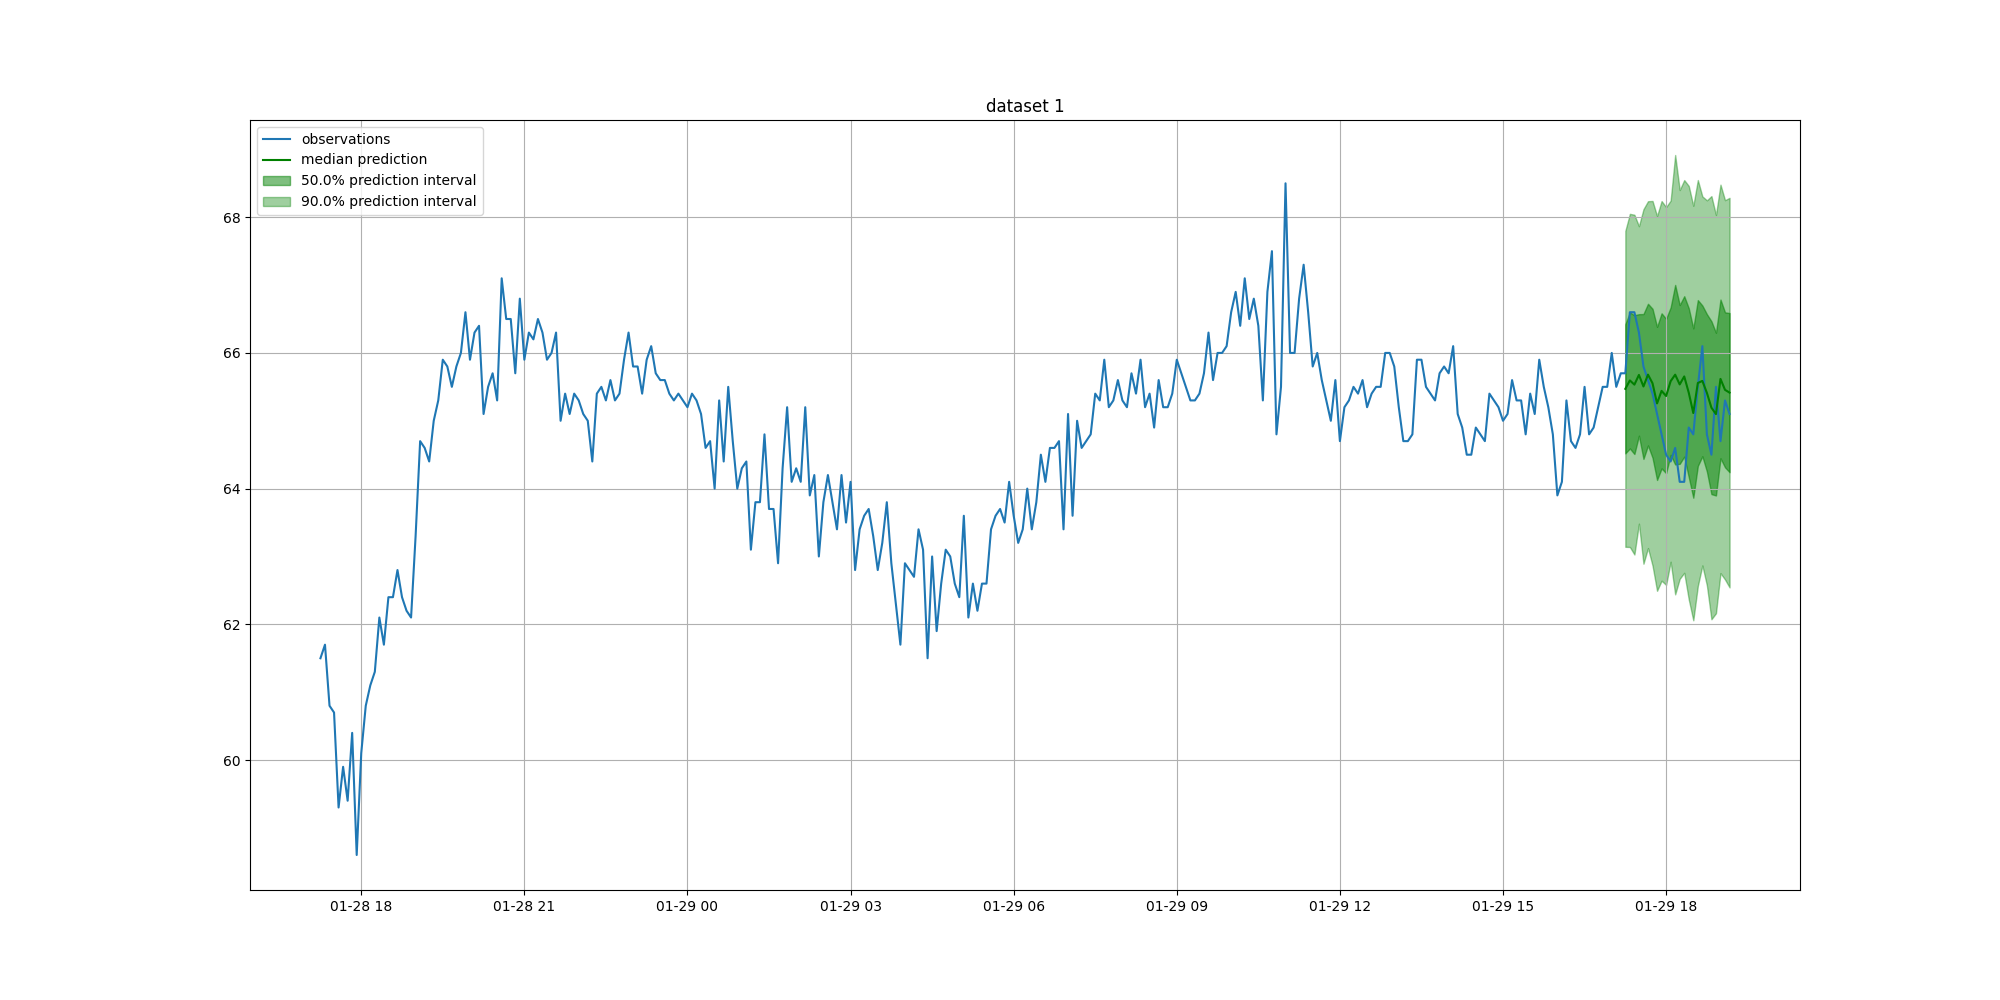 dataset 1
observations
median prediction
50.0% prediction interval
90.0% prediction interval
68
66
64
62
60
01-28 18
01-28 21
01-29 00
01-29 03
01-29 06
01-29 09
01-29 12
01-29 15
01-29 18